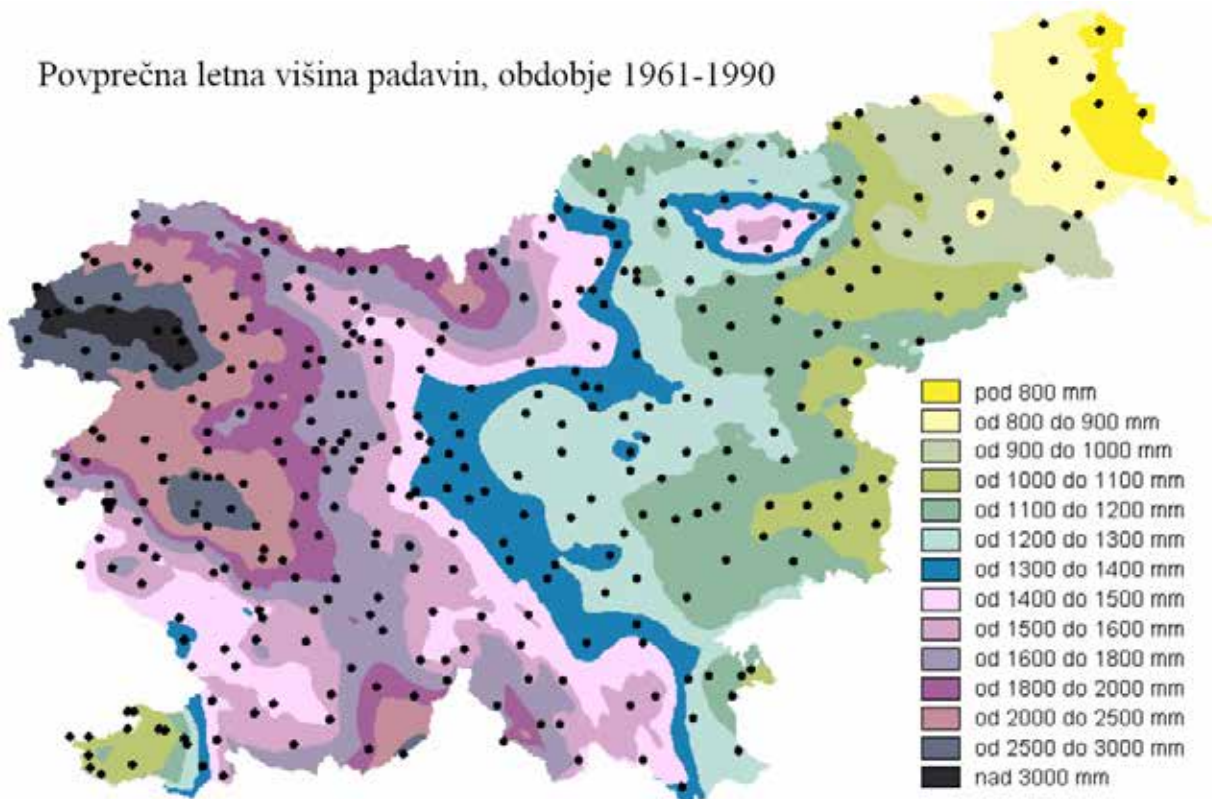 Povprečna letna višina padavin, obdobje 1961-1990
pod 800 mm
od 800 do 900 mm
od 900 do 1000 mm
od 1000 do 1100 mm
od 1100 do 1200 mm
od 1200 do 1300 mm
od 1300 do 1400 mm
od 1400 do 1500 mm
od 1500 do 1600 mm
od 1600 do 1800 mm
od 1800 do 2000 mm
od 2000 do 2500 mm
od 2500 do 3000 mm
nad 3000 mm